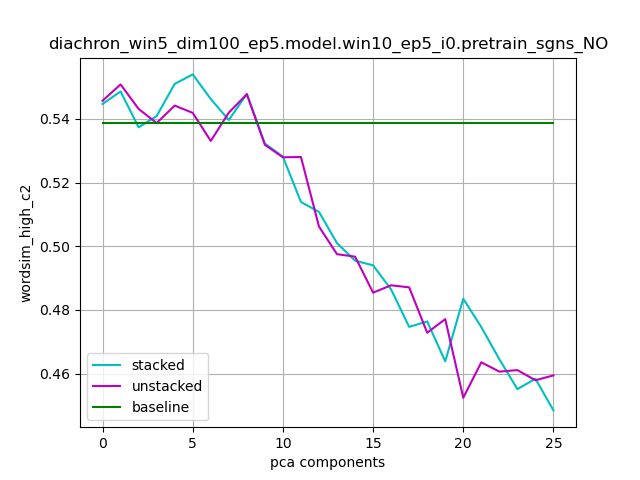 diachron_win5_dim100_ep5.model.win10_ep5_i0.pretrain_sgns_NO
wordsim_high_c2
0.54
0.52
0.50
0.48
0.46
stacked
unstacked
baseline
0 5 10 15 20 25
pca components